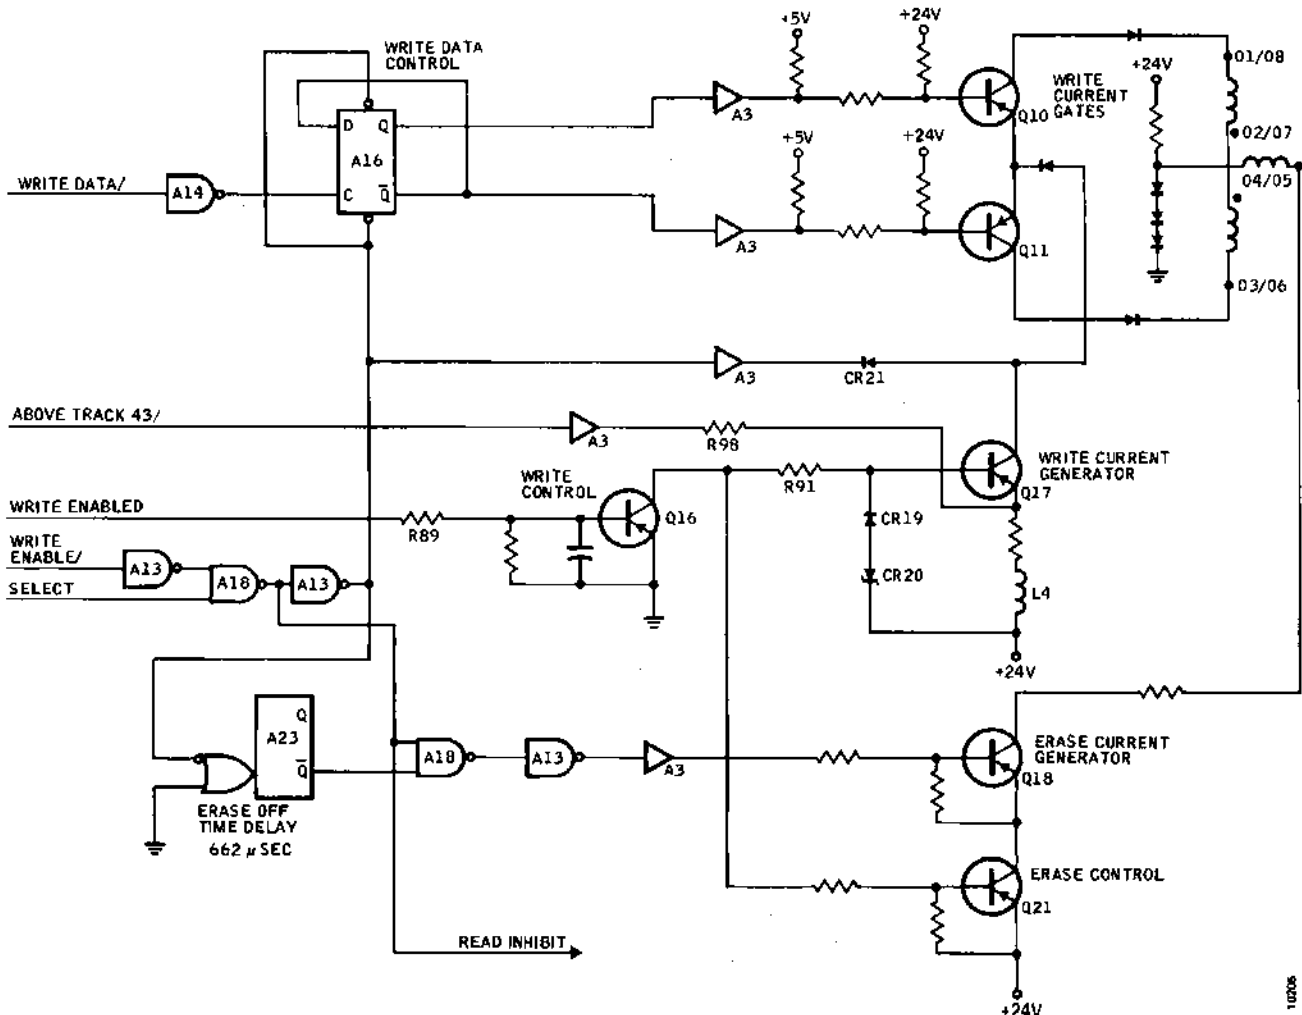 +5V
+24V
WRITE DATA
CONTROL
01/08
+24V
WRITE
CURRENT
GATES
A3
Q10
D
Q
A16
C
Q̅
+5V
+24V
02/07
04/05
WRITE DATA/
A14
A3
Q11
03/06
A3
CR21
ABOVE TRACK 43/
A3
R98
WRITE CURRENT
GENERATOR
Q17
WRITE
CONTROL
R91
WRITE ENABLED
Q16
R89
CR19
WRITE
ENABLE/
A13
A18
A13
SELECT
CR20
L4
+24V
Q
A23
Q̅
A18
A13
A3
ERASE CURRENT
GENERATOR
Q18
ERASE OFF
TIME DELAY
662 μ SEC
ERASE CONTROL
Q21
READ INHIBIT
+24V
10206